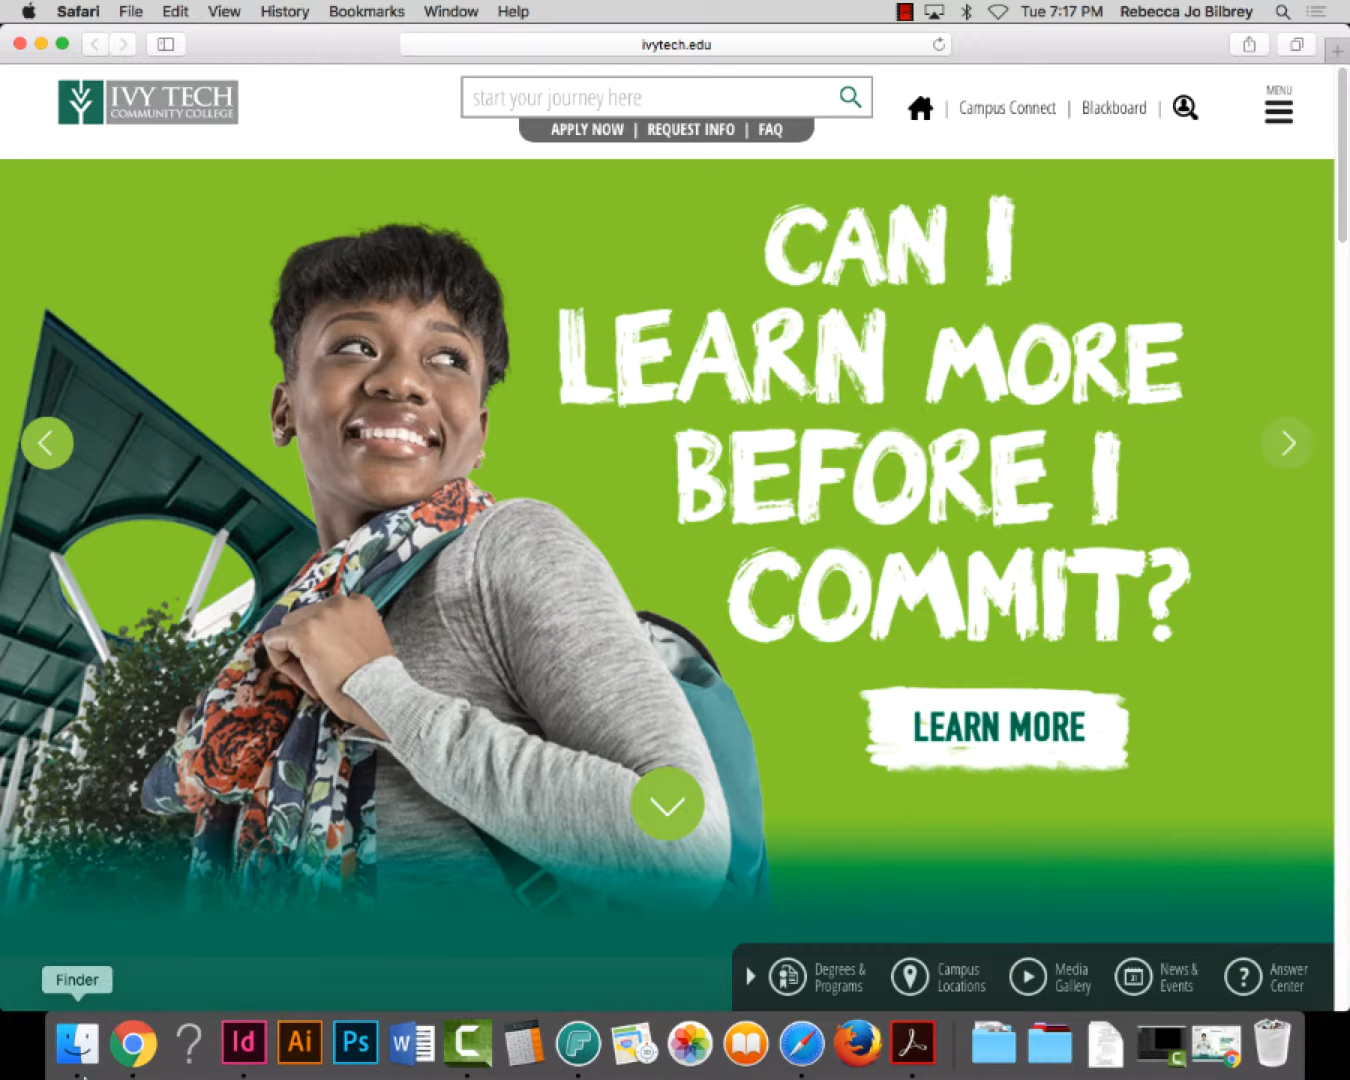 Safari File Edit View History Bookmarks Window Help Tue 7:17 PM Rebecca Jo Bilbrey
ivytech.edu
IVY TECH
COMMUNITY COLLEGE
start your journey here
APPLY NOW | REQUEST INFO | FAQ
Campus Connect | Blackboard |
MENU
CAN I
LEARN MORE
BEFORE I
COMMIT?
LEARN MORE
Degrees &
Programs
Campus
Locations
Media
Gallery
31
News &
Events
?
Answer
Center
Finder
?
Id
Ai
Ps
W
C
F